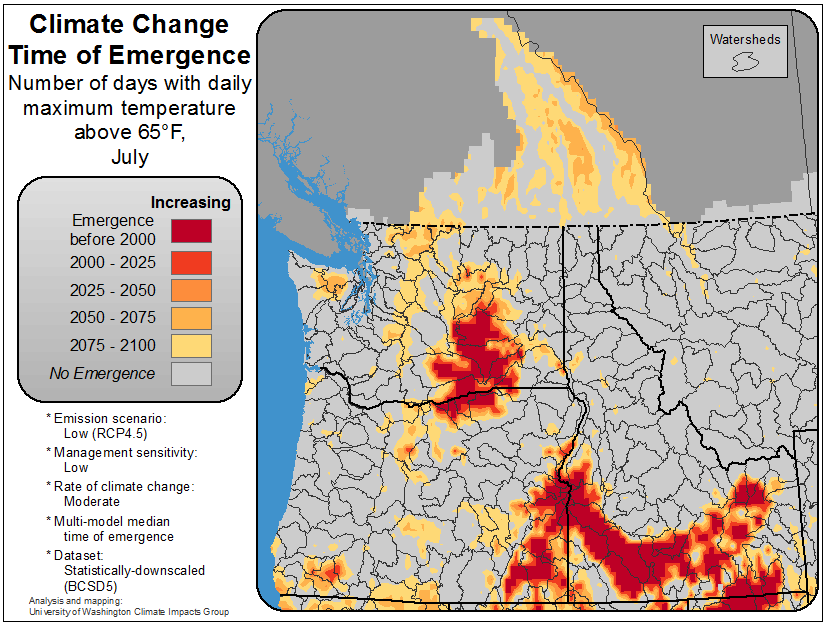 Climate Change
Time of Emergence
Number of days with daily
maximum temperature
above 65°F,
July
Increasing
Emergence
before 2000
2000 - 2025
2025 - 2050
2050 - 2075
2075 - 2100
No Emergence
* Emission scenario:
Low (RCP4.5)
* Management sensitivity:
Low
* Rate of climate change:
Moderate
* Multi-model median
time of emergence
* Dataset:
Statistically-downscaled
(BCSD5)
Analysis and mapping:
University of Washington Climate Impacts Group
Watersheds